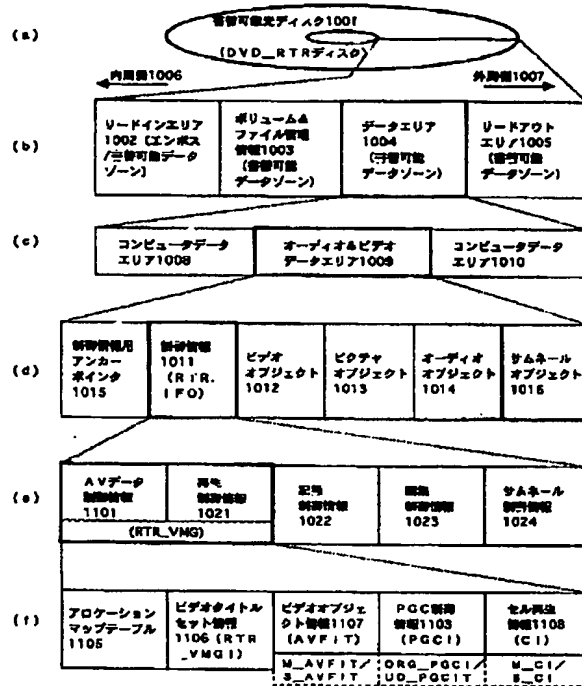 (a)
書替可能光ディスク1001
(DVD_RTRディスク)
内周側1006
外周側1007
(b)
リードインエリア
1002(エンボス
/書替可能データ
ゾーン)
ボリューム&
ファイル管理
情報1003
(書替可能
データゾーン)
データエリア
1004
(書替可能
データゾーン)
リードアウト
エリア1005
(書替可能
データゾーン)
(c)
コンピュータデータ
エリア1008
オーディオ&ビデオ
データエリア1009
コンピュータデータ
エリア1010
(d)
制御情報用
アンカー
ポインタ
1015
制御情報
1011
(RTR.
IFO)
ビデオ
オブジェクト
1012
ピクチャ
オブジェクト
1013
オーディオ
オブジェクト
1014
サムネール
オブジェクト
1016
(e)
AVデータ
制御情報
1101
再生
制御情報
1021
(RTR_VMG)
記録
制御情報
1022
編集
制御情報
1023
サムネール
制御情報
1024
(f)
アロケーション
マップテーブル
1105
ビデオタイトル
セット情報
1106(RTR
_VMGI)
ビデオオブジェ
クト情報1107
(AVFIT)
M_AVFIT/
S_AVFIT
PGC制御
情報1103
(PGCI)
ORG_PGCI/
UD_PGCIT
セル再生
情報1108
(CI)
M_CI/
S_CI